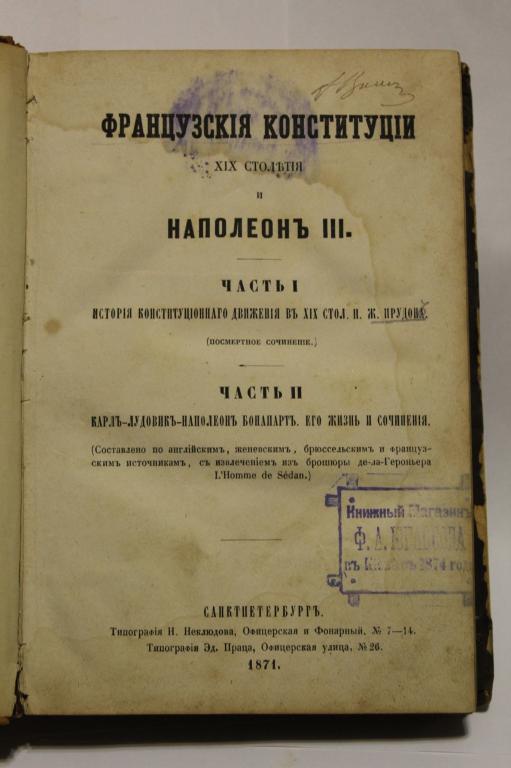 ФРАНЦУЗСКІЯ КОНСТИТУЦІИ
XIX СТОЛѢТІЯ
И
НАПОЛЕОНЪ III.
ЧАСТЬ I
ИСТОРІЯ КОНСТИТУЦІОННАГО ДВИЖЕНІЯ ВЪ XIX СТОЛ. П. Ж. ПРУДОНА.
(ПОСМЕРТНОЕ СОЧИНЕНІЕ.)
ЧАСТЬ II
КАРЛЪ-ЛУДОВИКЪ-НАПОЛЕОНЪ БОНАПАРТЪ. ЕГО ЖИЗНЬ И СОЧИНЕНІЯ.
(Составлено по англійскимъ, женевскимъ, брюссельскимъ и француз-
скимъ источникамъ, съ извлеченіемъ изъ брошюры де-ла-Героньера
L'Homme de Sédan.)
Книжный Магазинъ
Ф. А.
въ 1874 год
САНКТПЕТЕРБУРГЪ.
Типографія Н. Неклюдова, Офицерская и Фонарный, № 7—14.
Типографія Эд. Праца, Офицерская улица, № 26.
1871.